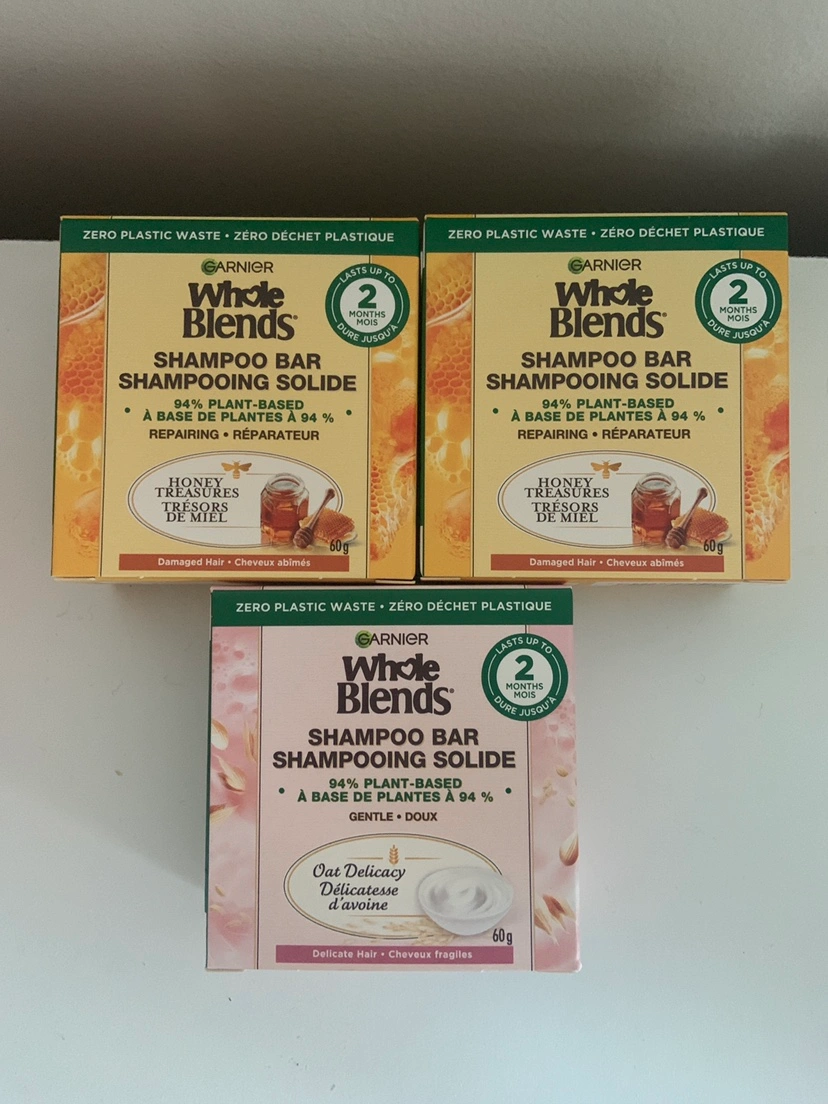 ZERO PLASTIC WASTE • ZÉRO DÉCHET PLASTIQUE
GARNIER
Whole
Blends®
LASTS UP TO
2
MONTHS
MOIS
DURE JUSQU'À
SHAMPOO BAR
SHAMPOOING SOLIDE
• 94% PLANT-BASED
À BASE DE PLANTES À 94 % •
REPAIRING • RÉPARATEUR
HONEY
TREASURES
TRÉSORS
DE MIEL
60g
Damaged Hair • Cheveux abîmés
ZERO PLASTIC WASTE • ZÉRO DÉCHET PLASTIQUE
GARNIER
Whole
Blends®
LASTS UP TO
2
MONTHS
MOIS
DURE JUSQU'À
SHAMPOO BAR
SHAMPOOING SOLIDE
• 94% PLANT-BASED
À BASE DE PLANTES À 94 % •
REPAIRING • RÉPARATEUR
HONEY
TREASURES
TRÉSORS
DE MIEL
60g
Damaged Hair • Cheveux abîmés
ZERO PLASTIC WASTE • ZÉRO DÉCHET PLASTIQUE
GARNIER
Whole
Blends®
LASTS UP TO
2
MONTHS
MOIS
DURE JUSQU'À
SHAMPOO BAR
SHAMPOOING SOLIDE
• 94% PLANT-BASED
À BASE DE PLANTES À 94 % •
GENTLE • DOUX
Oat Delicacy
Délicatesse
d'avoine
60g
Delicate Hair • Cheveux fragiles